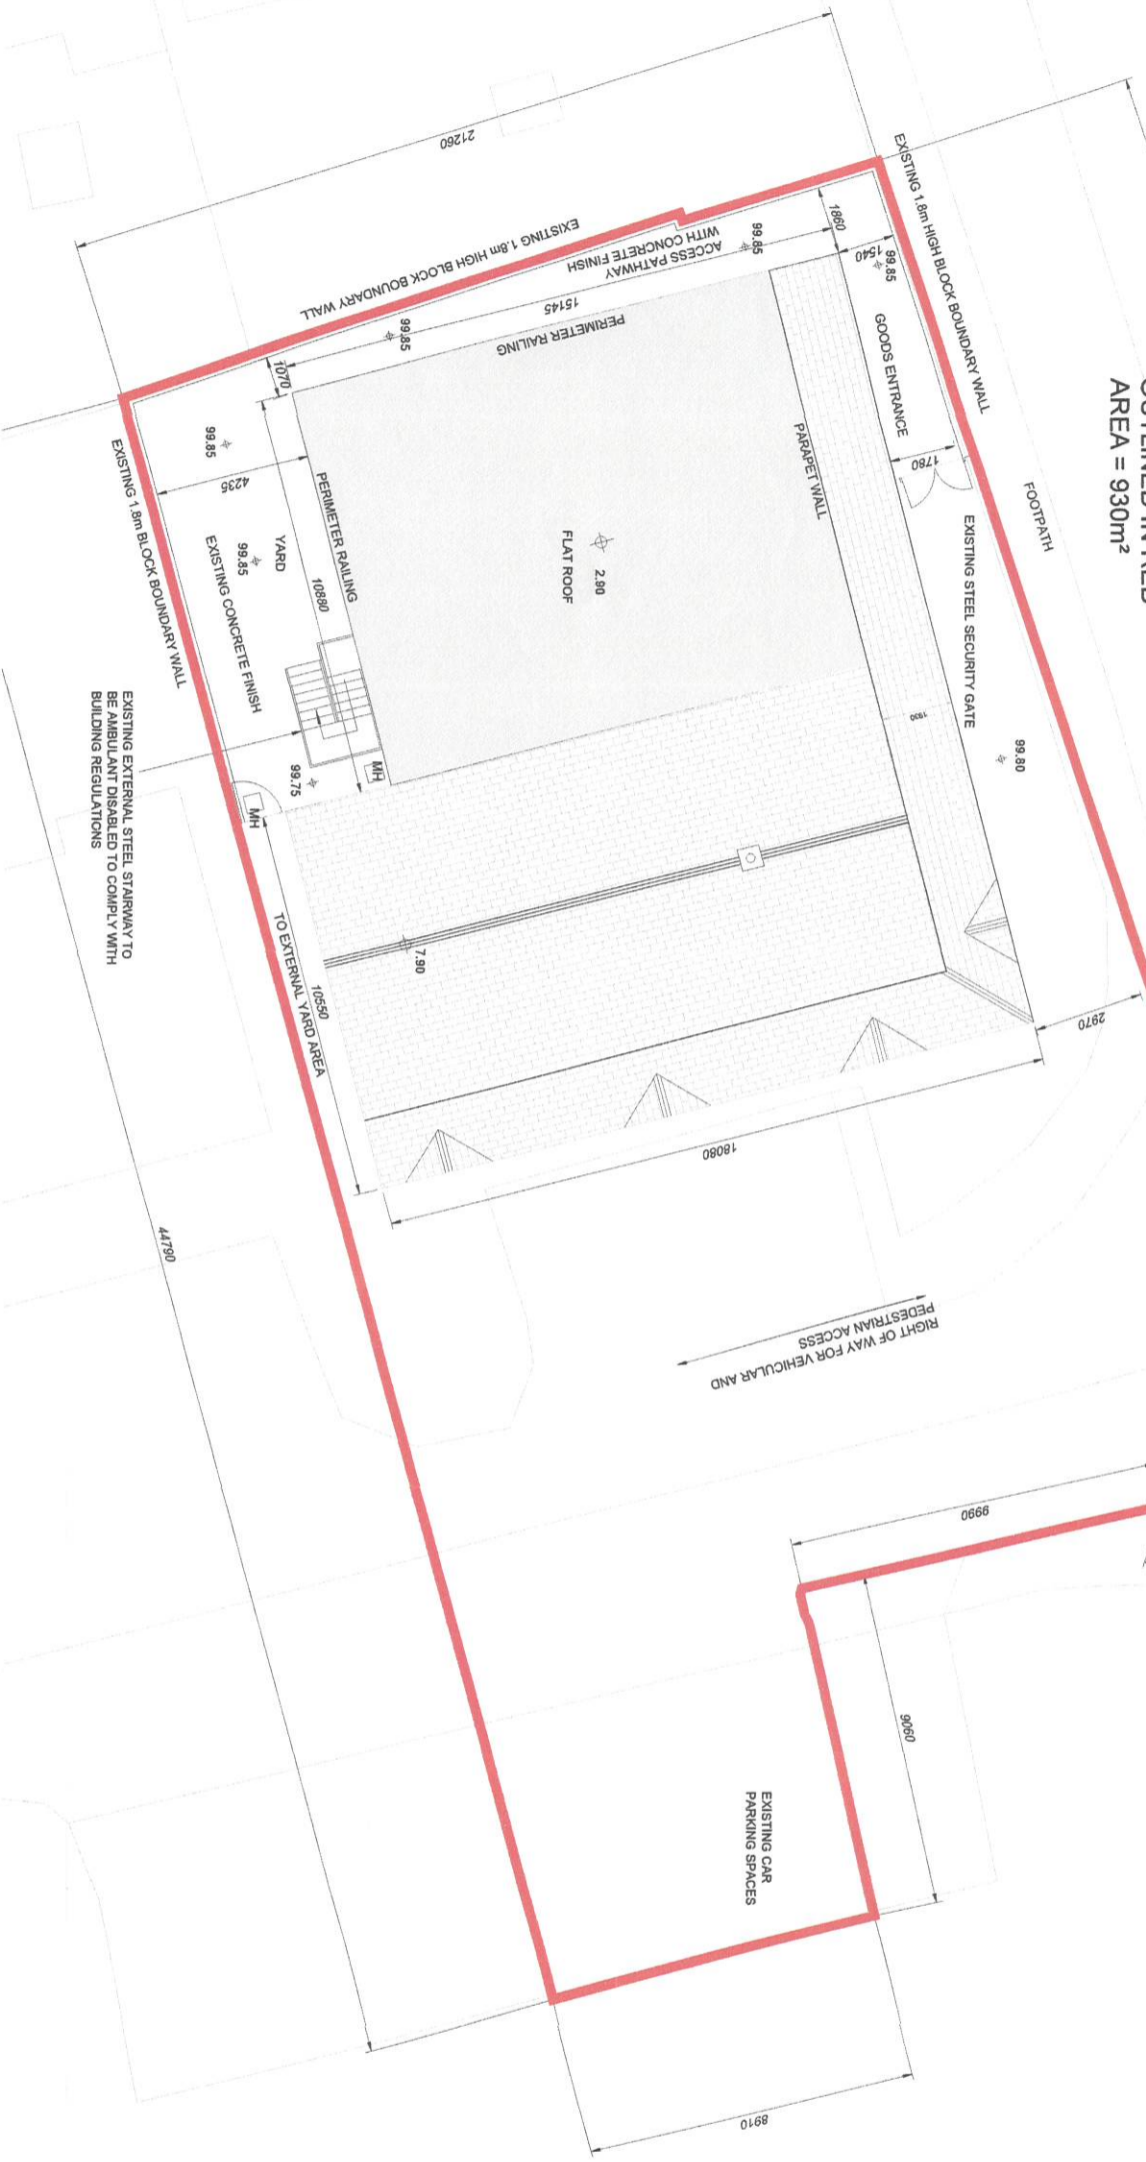 AREA = 930m²
FOOTPATH
EXISTING 1.8m HIGH BLOCK BOUNDARY WALL
99.80
EXISTING STEEL SECURITY GATE
GOODS ENTRANCE
1780
1540
99.85
1860
2970
1930
PARAPET WALL
99.85
ACCESS PATHWAY
WITH CONCRETE FINISH
15145
21260
EXISTING 1.8m HIGH BLOCK BOUNDARY WALL
PERIMETER RAILING
99.85
1070
2.90
FLAT ROOF
PERIMETER RAILING
10880
YARD
99.85
EXISTING CONCRETE FINISH
99.85
4235
EXISTING 1.8m BLOCK BOUNDARY WALL
MH
99.75
MH
EXISTING EXTERNAL STEEL STAIRWAY TO
BE AMBULANT DISABLED TO COMPLY WITH
BUILDING REGULATIONS
7.90
10550
TO EXTERNAL YARD AREA
18080
44790
RIGHT OF WAY FOR VEHICULAR AND
PEDESTRIAN ACCESS
9990
9060
EXISTING CAR
PARKING SPACES
8910